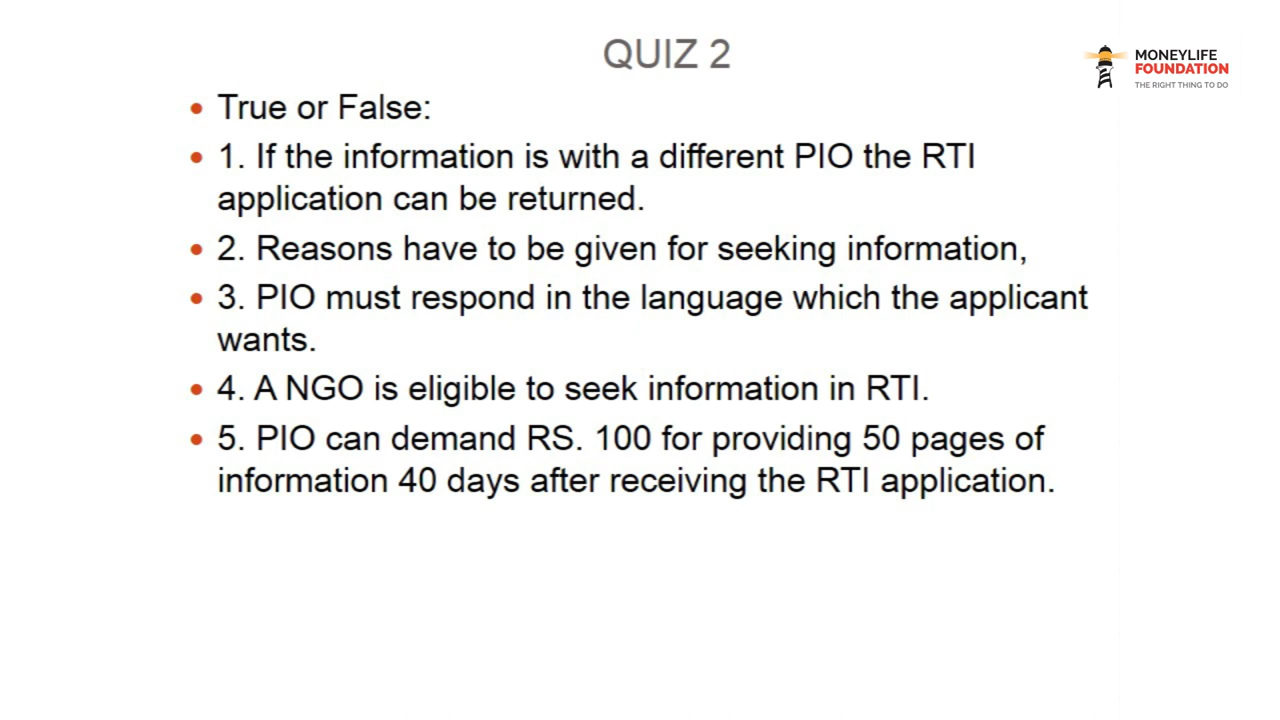 QUIZ 2
MONEYLIFE
FOUNDATION
THE RIGHT THING TO DO
• True or False:
• 1. If the information is with a different PIO the RTI
application can be returned.
• 2. Reasons have to be given for seeking information,
• 3. PIO must respond in the language which the applicant
wants.
• 4. A NGO is eligible to seek information in RTI.
• 5. PIO can demand RS. 100 for providing 50 pages of
information 40 days after receiving the RTI application.